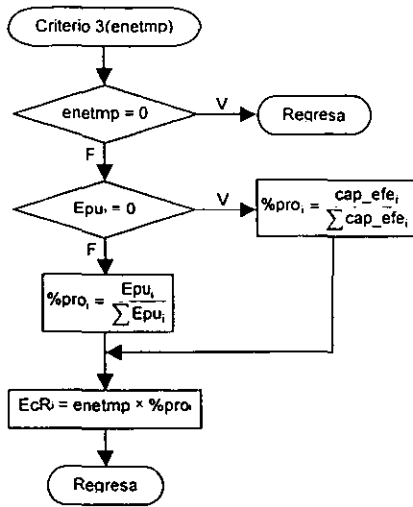 Criterio 3(enetmp)
enetmp = 0
V
Regresa
F
Epuᵢ = 0
V
%proᵢ = cap_efeᵢ
∑ cap_efeᵢ
F
%proᵢ = Epuᵢ
∑ Epuᵢ
EcRᵢ = enetmp × %proᵢ
Regresa